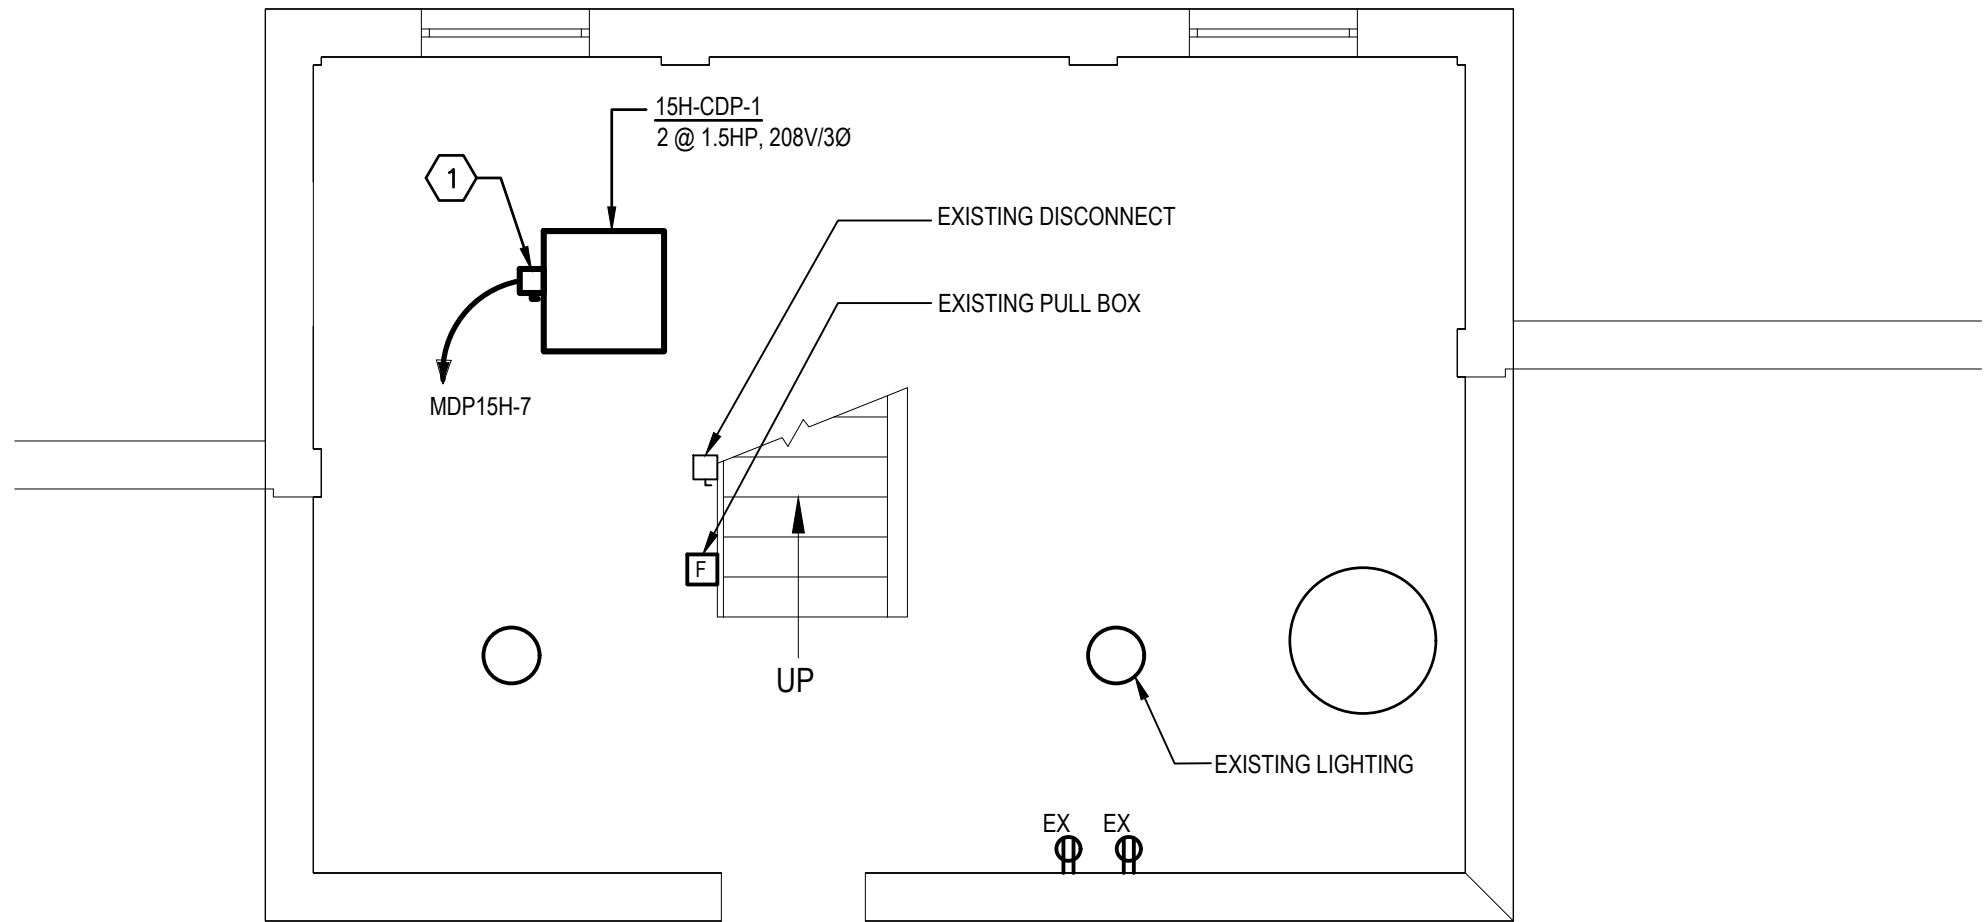 15H-CDP-1
2 @ 1.5HP, 208V/3Ø
1
EXISTING DISCONNECT
EXISTING PULL BOX
MDP15H-7
F
UP
EXISTING LIGHTING
EX EX